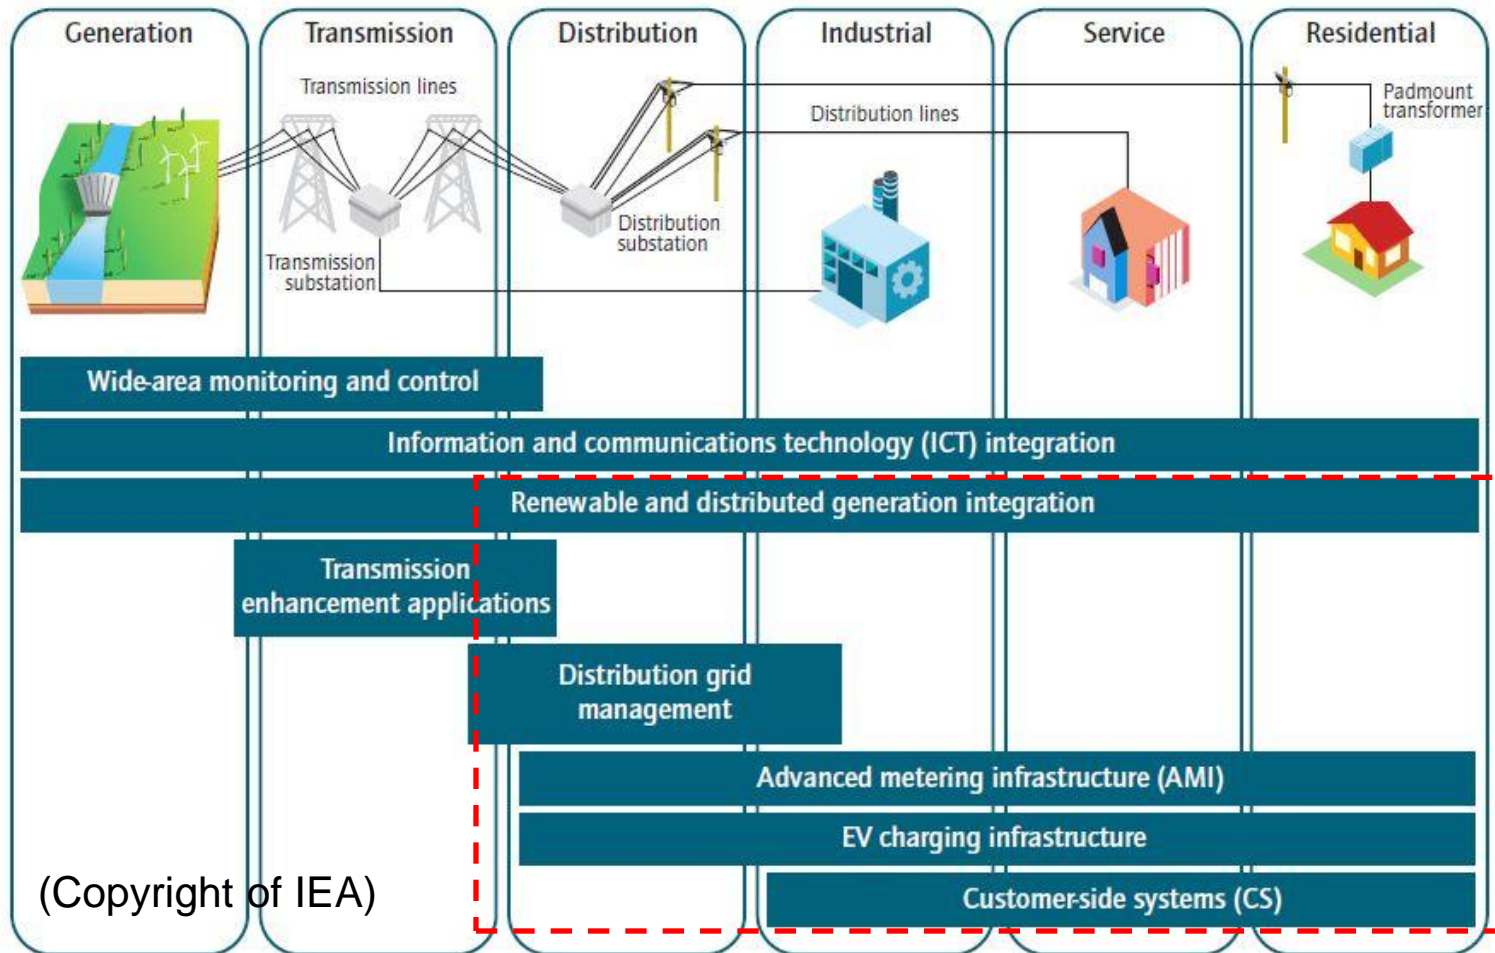 Generation
Transmission
Distribution
Industrial
Service
Residential
Transmission lines
Distribution lines
Padmount
transformer
Distribution
substation
Transmission
substation
Wide-area monitoring and control
Information and communications technology (ICT) integration
Renewable and distributed generation integration
Transmission
enhancement applications
Distribution grid
management
Advanced metering infrastructure (AMI)
EV charging infrastructure
Customer-side systems (CS)
(Copyright of IEA)